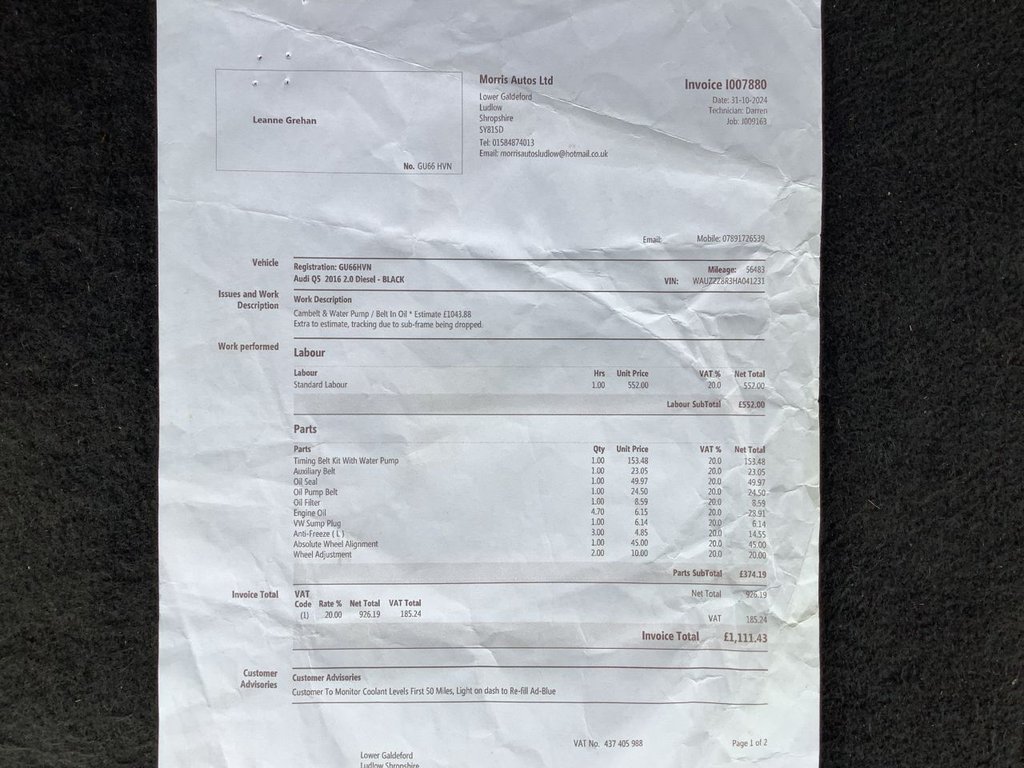 Leanne Grehan
No. GU66 HVN
Morris Autos Ltd
Lower Galdeford
Ludlow
Shropshire
SY81SD
Tel: 01584874013
Email: morrisautosludlow@hotmail.co.uk
Invoice I007880
Date: 31-10-2024
Technician: Darren
Job: J009163
Email: Mobile: 07891726539
Vehicle
Registration: GU66HVN Mileage: 56483
Audi Q5 2016 2.0 Diesel - BLACK VIN: WAUZZZ8R3HA041231
Issues and Work Description
Work Description
Cambelt & Water Pump / Belt In Oil * Estimate £1043.88
Extra to estimate, tracking due to sub-frame being dropped.
Work performed
Labour
Labour Hrs Unit Price VAT % Net Total
Standard Labour 1.00 552.00 20.0 552.00
Labour SubTotal £552.00
Parts
Parts Qty Unit Price VAT % Net Total
Timing Belt Kit With Water Pump 1.00 153.48 20.0 153.48
Auxiliary Belt 1.00 23.05 20.0 23.05
Oil Seal 1.00 49.97 20.0 49.97
Oil Pump Belt 1.00 24.50 20.0 24.50
Oil Filter 1.00 8.59 20.0 8.59
Engine Oil 4.70 6.15 20.0 28.91
VW Sump Plug 1.00 6.14 20.0 6.14
Anti-Freeze ( L ) 3.00 4.85 20.0 14.55
Absolute Wheel Alignment 1.00 45.00 20.0 45.00
Wheel Adjustment 2.00 10.00 20.0 20.00
Parts SubTotal £374.19
Invoice Total
VAT Net Total 926.19
Code Rate % Net Total VAT Total
(1) 20.00 926.19 185.24
VAT 185.24
Invoice Total £1,111.43
Customer Advisories
Customer Advisories
Customer To Monitor Coolant Levels First 50 Miles, Light on dash to Re-fill Ad-Blue
VAT No. 437 405 988
Page 1 of 2
Lower Galdeford
Ludlow Shropshire